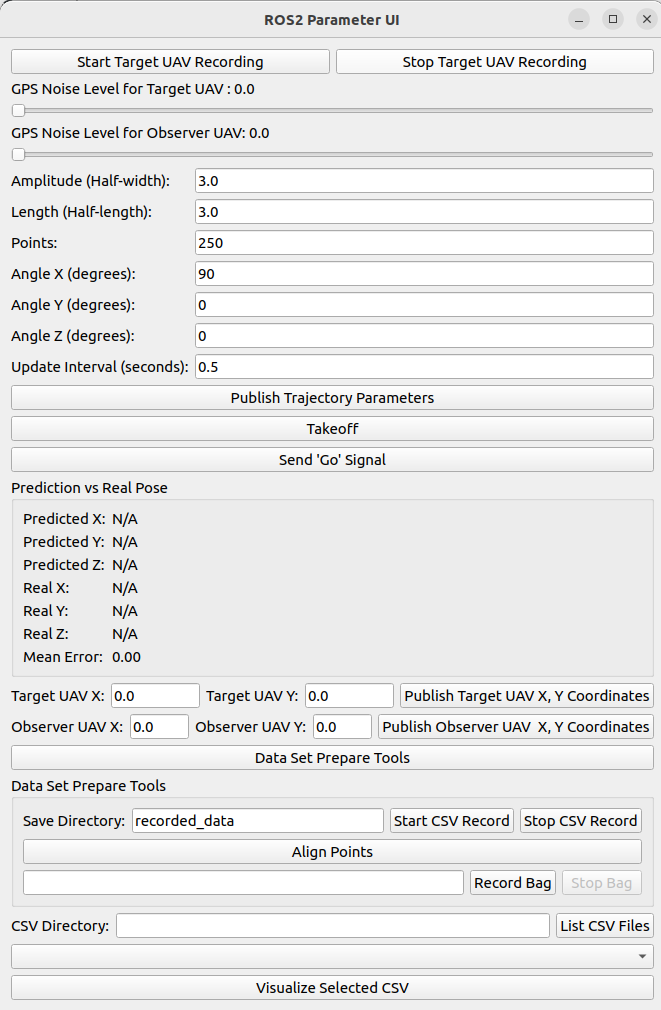 ROS2 Parameter UI
Start Target UAV Recording Stop Target UAV Recording
GPS Noise Level for Target UAV : 0.0
GPS Noise Level for Observer UAV: 0.0
Amplitude (Half-width): 3.0
Length (Half-length): 3.0
Points: 250
Angle X (degrees): 90
Angle Y (degrees): 0
Angle Z (degrees): 0
Update Interval (seconds): 0.5
Publish Trajectory Parameters
Takeoff
Send 'Go' Signal
Prediction vs Real Pose
Predicted X: N/A
Predicted Y: N/A
Predicted Z: N/A
Real X: N/A
Real Y: N/A
Real Z: N/A
Mean Error: 0.00
Target UAV X: 0.0 Target UAV Y: 0.0 Publish Target UAV X, Y Coordinates
Observer UAV X: 0.0 Observer UAV Y: 0.0 Publish Observer UAV  X, Y Coordinates
Data Set Prepare Tools
Data Set Prepare Tools
Save Directory: recorded_data Start CSV Record Stop CSV Record
Align Points
Record Bag Stop Bag
CSV Directory: List CSV Files
Visualize Selected CSV